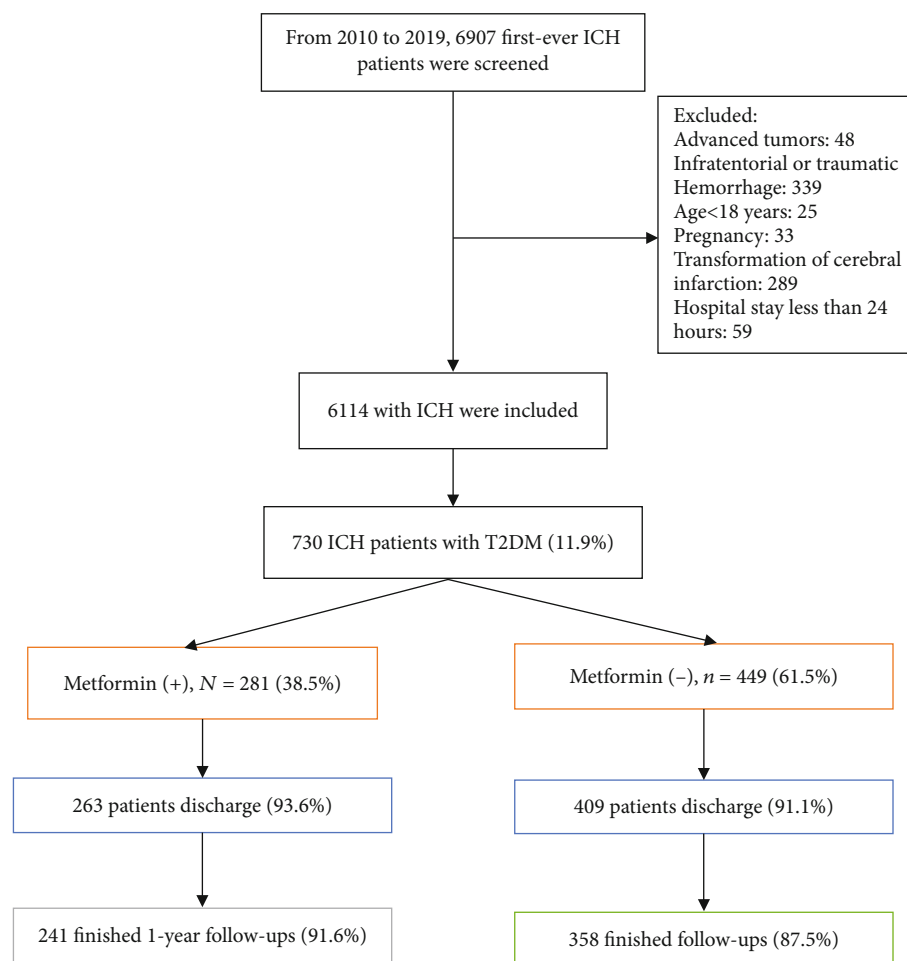 From 2010 to 2019, 6907 first-ever ICH
patients were screened
Excluded:
Advanced tumors: 48
Infratentorial or traumatic
Hemorrhage: 339
Age<18 years: 25
Pregnancy: 33
Transformation of cerebral
infarction: 289
Hospital stay less than 24
hours: 59
6114 with ICH were included
730 ICH patients with T2DM (11.9%)
Metformin (+), N = 281 (38.5%)
Metformin (–), n = 449 (61.5%)
263 patients discharge (93.6%)
409 patients discharge (91.1%)
241 finished 1-year follow-ups (91.6%)
358 finished follow-ups (87.5%)